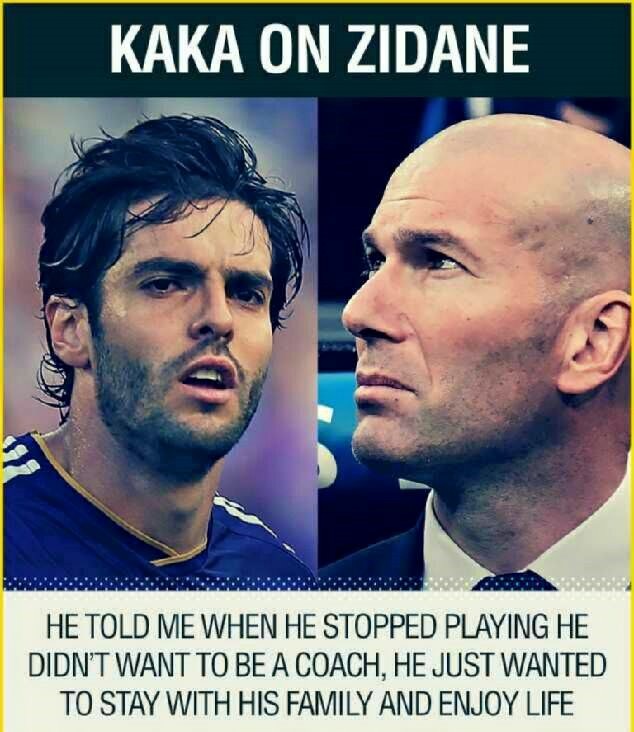 KAKA ON ZIDANE
HE TOLD ME WHEN HE STOPPED PLAYING HE
DIDN'T WANT TO BE A COACH, HE JUST WANTED
TO STAY WITH HIS FAMILY AND ENJOY LIFE